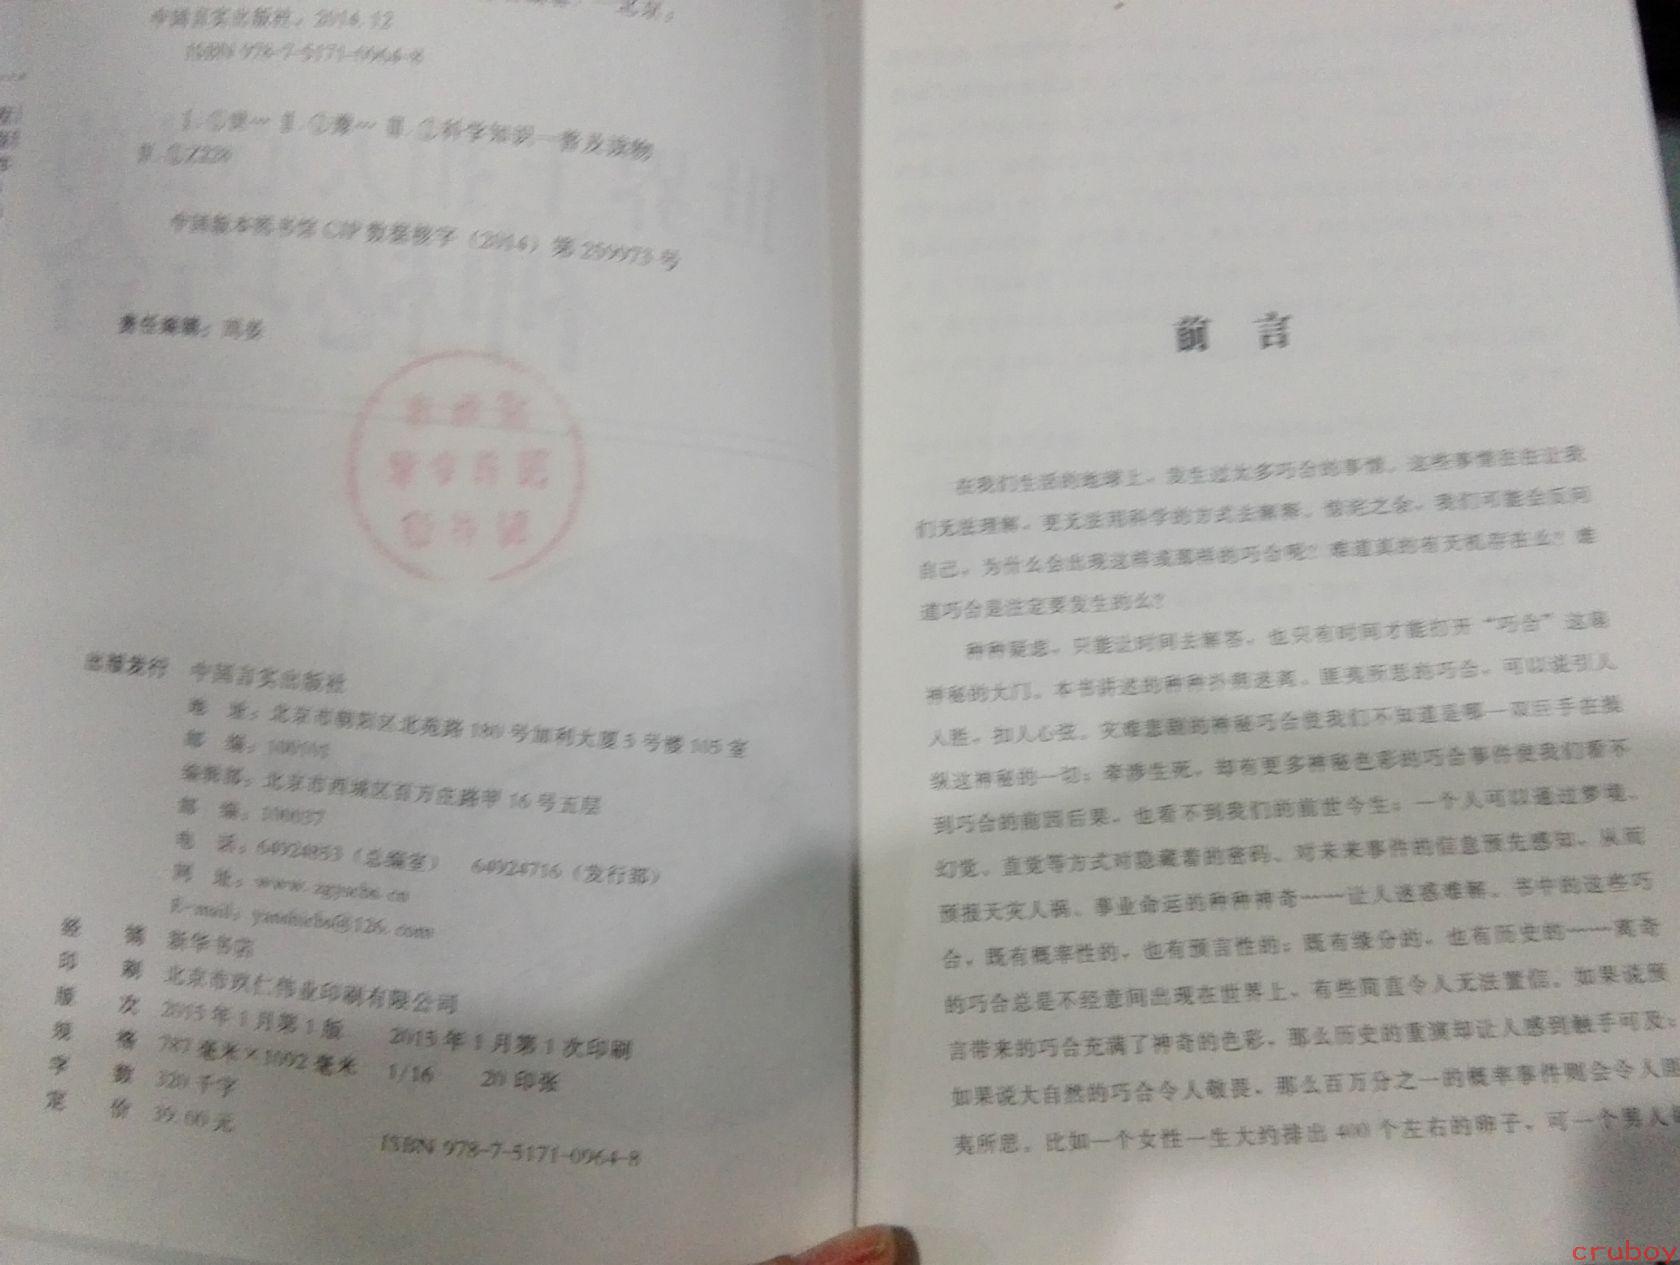 中国言实出版社，2014.12
ISBN 978-7-5171-0964-8
科学知识—普及读物
Ⅳ.①Z228
中国版本图书馆 CIP 数据核字（2014）第 259973 号
责任编辑：
出版发行 中国言实出版社
地 址：北京市朝阳区北苑路 180 号加利大厦 5 号楼 105 室
邮 编：100101
编辑部：北京市西城区百万庄路甲 16 号五层
邮 编：100037
电 话：64924853（总编室） 64924716（发行部）
网 址：www.zgyscbs.cn
E-mail：yanshicbs@126.com
经 销 新华书店
印 刷 北京市玖仁伟业印刷有限公司
版 次 2015 年 1 月第 1 版 2015 年 1 月第 1 次印刷
规 格 787 毫米×1092 毫米 1/16 20 印张
字 数 320 千字
定 价 39.00 元
ISBN 978-7-5171-0964-8
前 言
在我们生活的地球上，发生过太多巧合的事情，这些事情往往让我
们无法理解，更无法用科学的方式去解释。惊诧之余，我们可能会反问
自己，为什么会出现这样或那样的巧合呢？难道真的有天机存在么？难
道巧合是注定要发生的么？
种种疑惑，只能让时间去解答，也只有时间才能打开“巧合”这扇
神秘的大门。本书讲述的种种扑朔迷离、匪夷所思的巧合，可以说引人
入胜，扣人心弦。灾难悲剧的神秘巧合使我们不知道是哪一双巨手在操
纵这神秘的一切；牵涉生死，却有更多神秘色彩的巧合事件使我们看不
到巧合的前因后果，也看不到我们的前世今生；一个人可以通过梦境、
幻觉、直觉等方式对隐藏着的密码、对未来事件的信息预先感知，从而
预报天灾人祸、事业命运的种种神奇……让人迷惑难解。书中的这些巧
合，既有概率性的，也有预言性的；既有缘分的，也有历史的……离奇
的巧合总是不经意间出现在世界上，有些简直令人无法置信。如果说预
言带来的巧合充满了神奇的色彩，那么历史的重演却让人感到触手可及；
如果说大自然的巧合令人敬畏，那么百万分之一的概率事件则会令人匪
夷所思。比如一个女性一生大约排出 400 个左右的卵子，可一个男人
cruboy